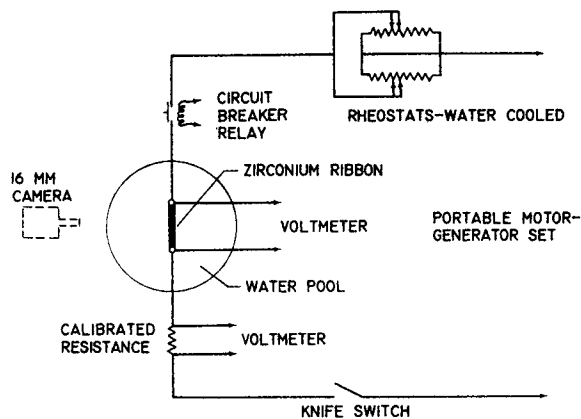 CIRCUIT
BREAKER
RELAY
RHEOSTATS-WATER COOLED
16 MM
CAMERA
ZIRCONIUM RIBBON
VOLTMETER
PORTABLE MOTOR-
GENERATOR SET
WATER POOL
CALIBRATED
RESISTANCE
VOLTMETER
KNIFE SWITCH